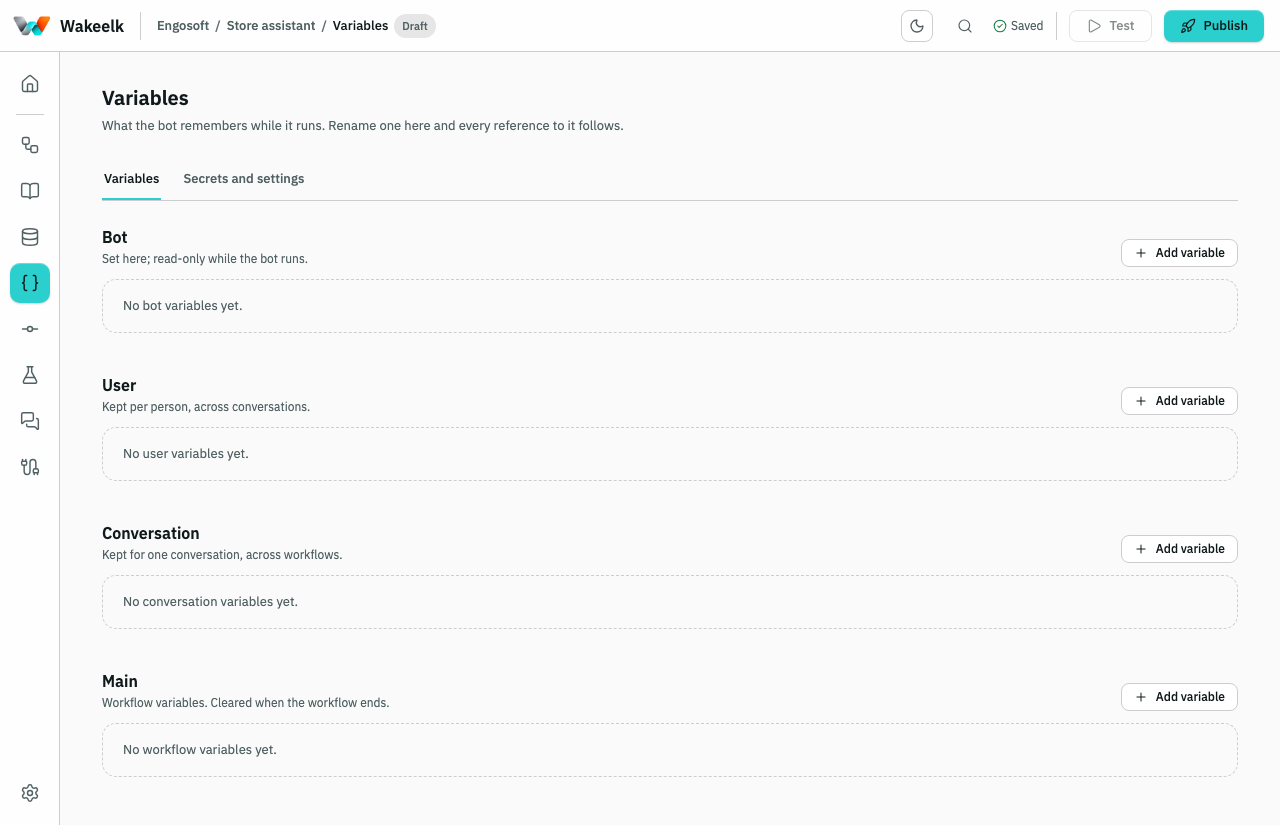 Wakeelk
Engosoft / Store assistant / Variables Draft
Saved
Test
Publish
Variables
What the bot remembers while it runs. Rename one here and every reference to it follows.
Variables
Secrets and settings
Bot
Set here; read-only while the bot runs.
Add variable
No bot variables yet.
User
Kept per person, across conversations.
Add variable
No user variables yet.
Conversation
Kept for one conversation, across workflows.
Add variable
No conversation variables yet.
Main
Workflow variables. Cleared when the workflow ends.
Add variable
No workflow variables yet.